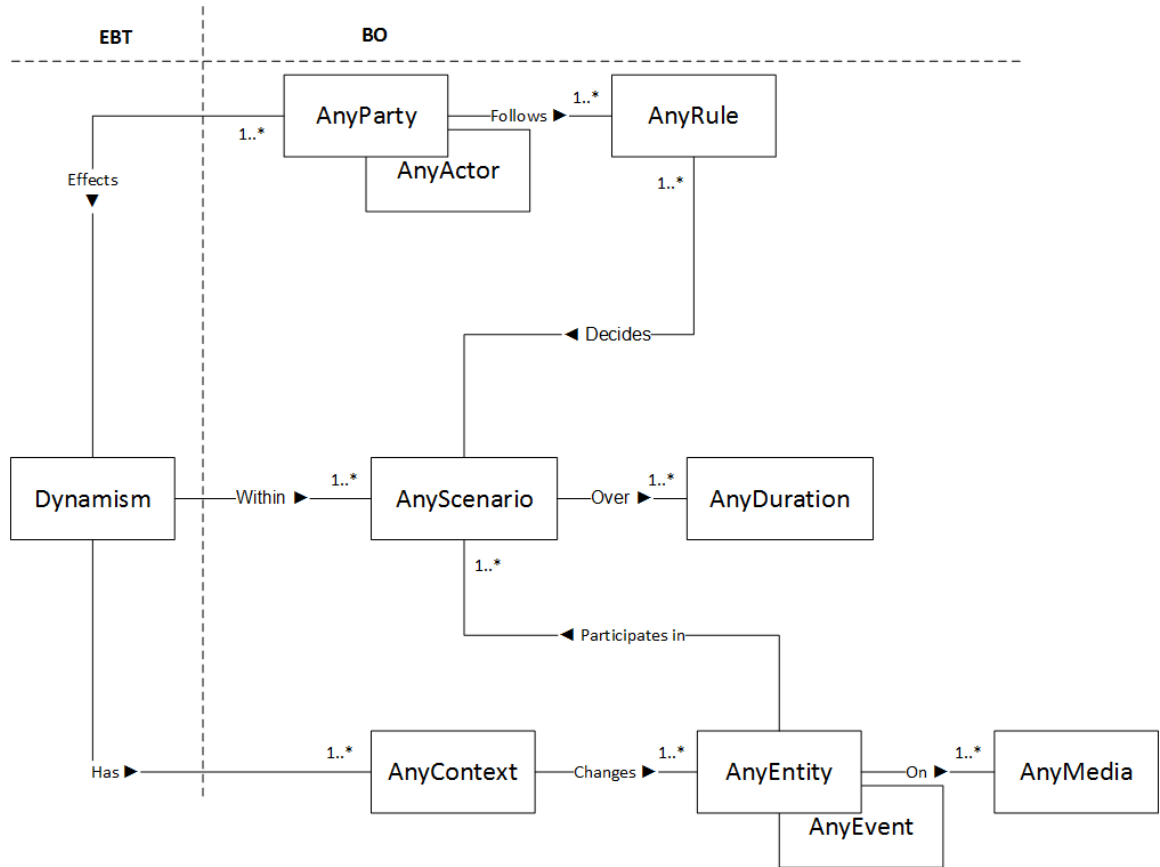 EBT
BO
AnyParty
Follows ►
1..*
AnyRule
1..*
AnyActor
1..*
Effects
▼
◄ Decides
Dynamism
Within ►
1..*
AnyScenario
Over ►
1..*
AnyDuration
1..*
◄ Participates in
Has ►
1..*
AnyContext
Changes ►
1..*
AnyEntity
On ►
1..*
AnyMedia
AnyEvent